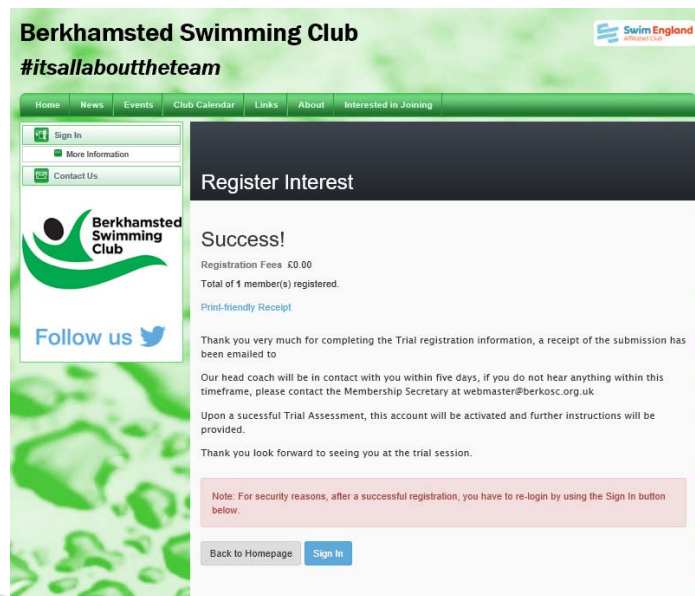 Berkhamsted Swimming Club
#itsallabouttheteam
Swim England
Affiliated Club
Home News Events Club Calendar Links About Interested in Joining
Sign In
More Information
Contact Us
Berkhamsted
Swimming
Club
Follow us
Register Interest
Success!
Registration Fees £0.00
Total of 1 member(s) registered.
Print-friendly Receipt
Thank you very much for completing the Trial registration information, a receipt of the submission has
been emailed to
Our head coach will be in contact with you within five days, if you do not hear anything within this
timeframe, please contact the Membership Secretary at webmaster@berkosc.org.uk
Upon a sucessful Trial Assessment, this account will be activated and further instructions will be
provided.
Thank you look forward to seeing you at the trial session.
Note: For security reasons, after a successful registration, you have to re-login by using the Sign In button
below.
Back to Homepage Sign In